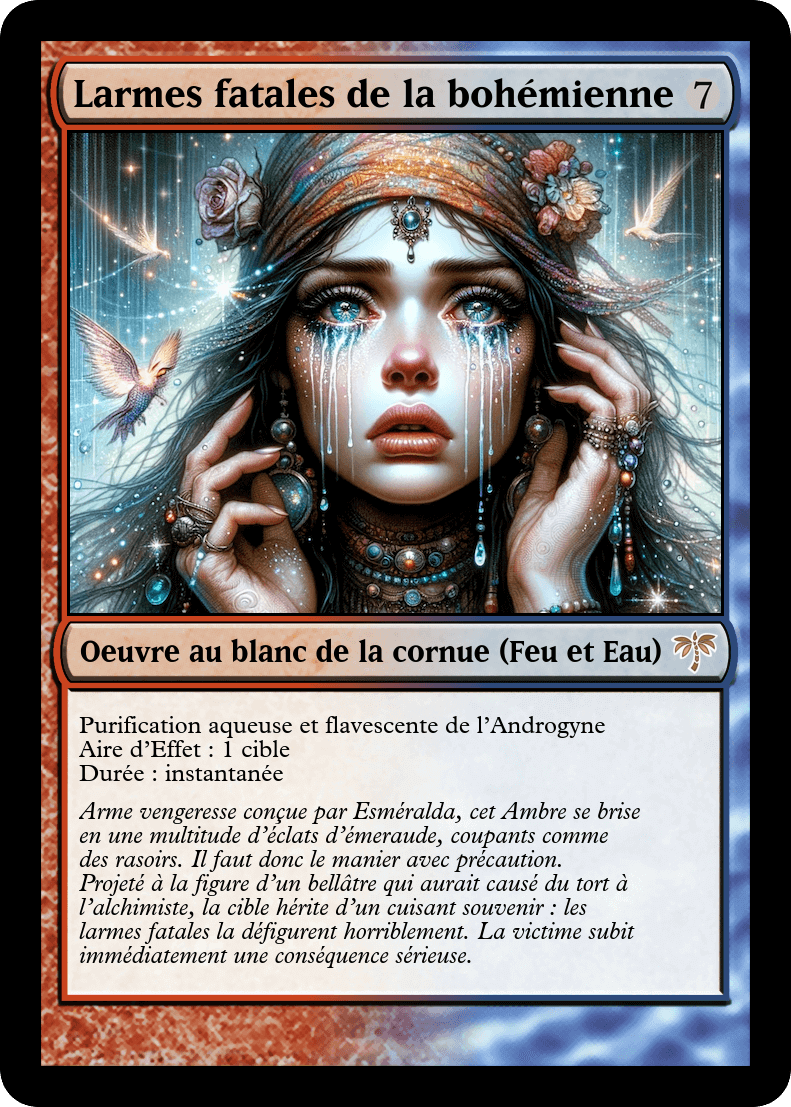 Larmes fatales de la bohémienne 7
Oeuvre au blanc de la cornue (Feu et Eau)
Purification aqueuse et flavescente de l'Androgyne
Aire d'Effet : 1 cible
Durée : instantanée
Arme vengeresse conçue par Esméralda, cet Ambre se brise
en une multitude d'éclats d'émeraude, coupants comme
des rasoirs. Il faut donc le manier avec précaution.
Projeté à la figure d'un bellâtre qui aurait causé du tort à
l'alchimiste, la cible hérite d'un cuisant souvenir : les
larmes fatales la défigurent horriblement. La victime subit
immédiatement une conséquence sérieuse.